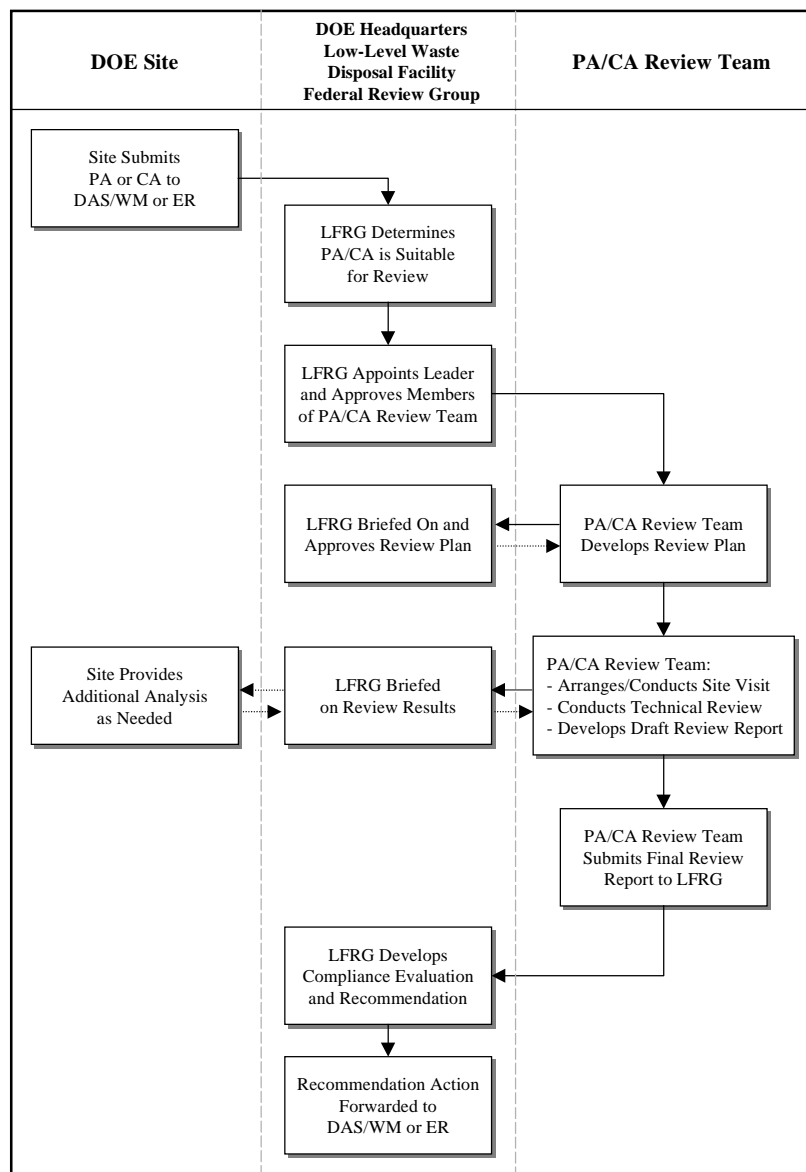 DOE Site
DOE Headquarters
Low-Level Waste
Disposal Facility
Federal Review Group
PA/CA Review Team
Site Submits
PA or CA to
DAS/WM or ER
LFRG Determines
PA/CA is Suitable
for Review
LFRG Appoints Leader
and Approves Members
of PA/CA Review Team
LFRG Briefed On and
Approves Review Plan
PA/CA Review Team
Develops Review Plan
Site Provides
Additional Analysis
as Needed
LFRG Briefed
on Review Results
PA/CA Review Team:
- Arranges/Conducts Site Visit
- Conducts Technical Review
- Develops Draft Review Report
PA/CA Review Team
Submits Final Review
Report to LFRG
LFRG Develops
Compliance Evaluation
and Recommendation
Recommendation Action
Forwarded to
DAS/WM or ER